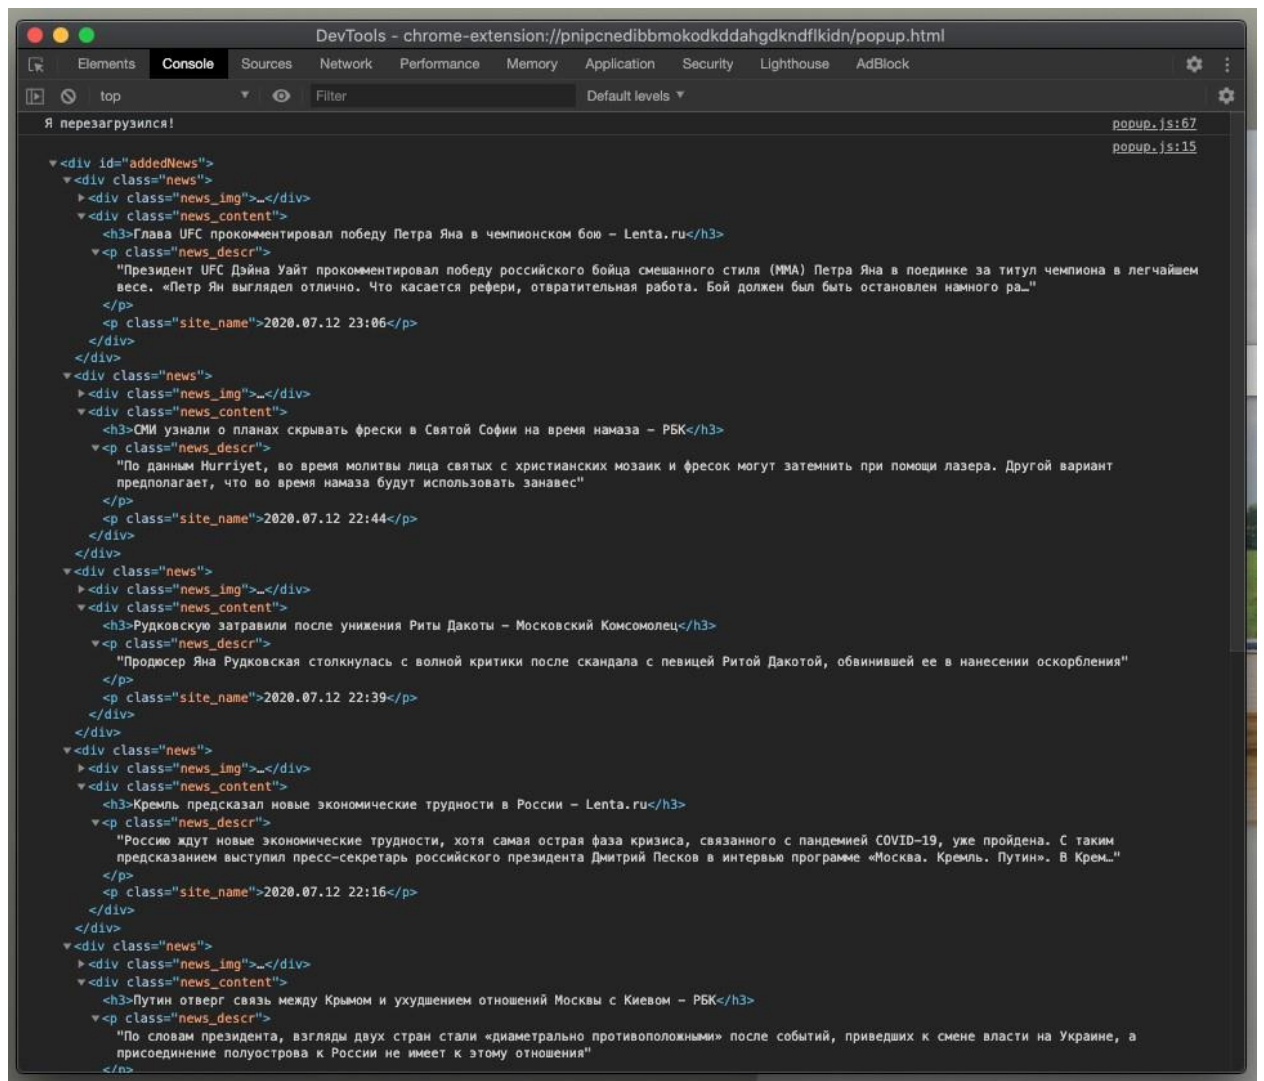 DevTools - chrome-extension://pnipcnedibbmokodkddahgdkndflkidn/popup.html
Elements Console Sources Network Performance Memory Application Security Lighthouse AdBlock
top Filter Default levels
Я перезагрузился! popup.js:67
popup.js:15
<div id="addedNews">
<div class="news">
<div class="news_img">…</div>
<div class="news_content">
<h3>Глава UFC прокомментировал победу Петра Яна в чемпионском бою – Lenta.ru</h3>
<p class="news_descr">
"Президент UFC Дэйна Уайт прокомментировал победу российского бойца смешанного стиля (MMA) Петра Яна в поединке за титул чемпиона в легчайшем
весе. «Петр Ян выглядел отлично. Что касается рефери, отвратительная работа. Бой должен был быть остановлен намного ра…"
</p>
<p class="site_name">2020.07.12 23:06</p>
</div>
</div>
<div class="news">
<div class="news_img">…</div>
<div class="news_content">
<h3>СМИ узнали о планах скрывать фрески в Святой Софии на время намаза – РБК</h3>
<p class="news_descr">
"По данным Hurriyet, во время молитвы лица святых с христианских мозаик и фресок могут затемнить при помощи лазера. Другой вариант
предполагает, что во время намаза будут использовать занавес"
</p>
<p class="site_name">2020.07.12 22:44</p>
</div>
</div>
<div class="news">
<div class="news_img">…</div>
<div class="news_content">
<h3>Рудковскую затравили после унижения Риты Дакоты – Московский Комсомолец</h3>
<p class="news_descr">
"Продюсер Яна Рудковская столкнулась с волной критики после скандала с певицей Ритой Дакотой, обвинившей ее в нанесении оскорбления"
</p>
<p class="site_name">2020.07.12 22:39</p>
</div>
</div>
<div class="news">
<div class="news_img">…</div>
<div class="news_content">
<h3>Кремль предсказал новые экономические трудности в России – Lenta.ru</h3>
<p class="news_descr">
"Россию ждут новые экономические трудности, хотя самая острая фаза кризиса, связанного с пандемией COVID-19, уже пройдена. С таким
предсказанием выступил пресс-секретарь российского президента Дмитрий Песков в интервью программе «Москва. Кремль. Путин». В Крем…"
</p>
<p class="site_name">2020.07.12 22:16</p>
</div>
</div>
<div class="news">
<div class="news_img">…</div>
<div class="news_content">
<h3>Путин отверг связь между Крымом и ухудшением отношений Москвы с Киевом – РБК</h3>
<p class="news_descr">
"По словам президента, взгляды двух стран стали «диаметрально противоположными» после событий, приведших к смене власти на Украине, а
присоединение полуострова к России не имеет к этому отношения"
</p>